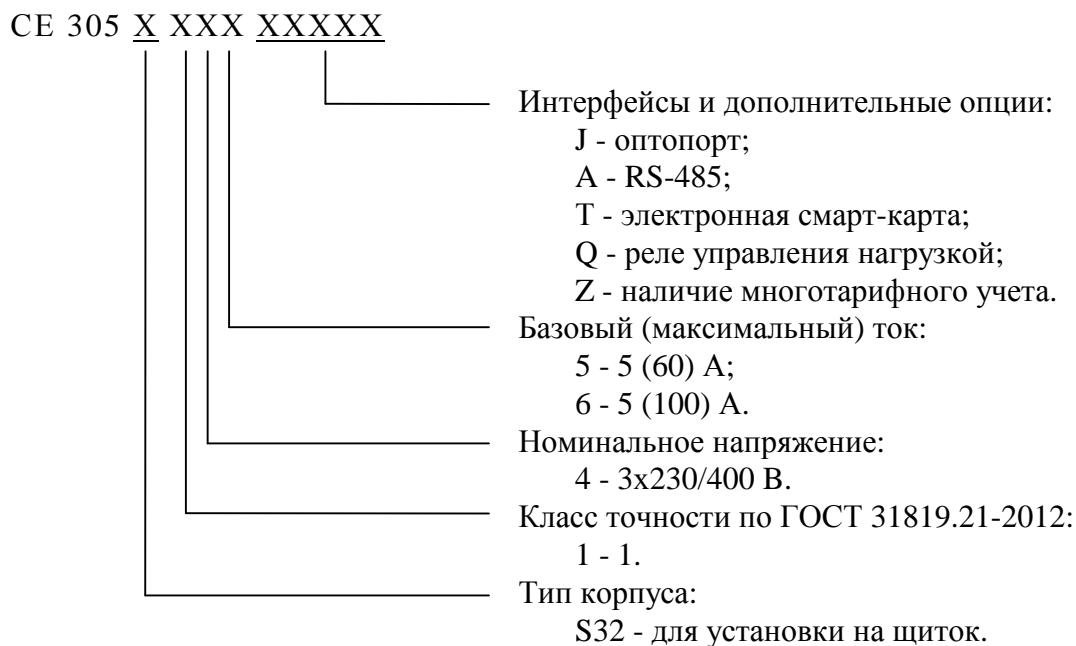 СЕ 305 X XXX XXXXX
Интерфейсы и дополнительные опции:
J - оптопорт;
A - RS-485;
T - электронная смарт-карта;
Q - реле управления нагрузкой;
Z - наличие многотарифного учета.
Базовый (максимальный) ток:
5 - 5 (60) А;
6 - 5 (100) А.
Номинальное напряжение:
4 - 3x230/400 В.
Класс точности по ГОСТ 31819.21-2012:
1 - 1.
Тип корпуса:
S32 - для установки на щиток.